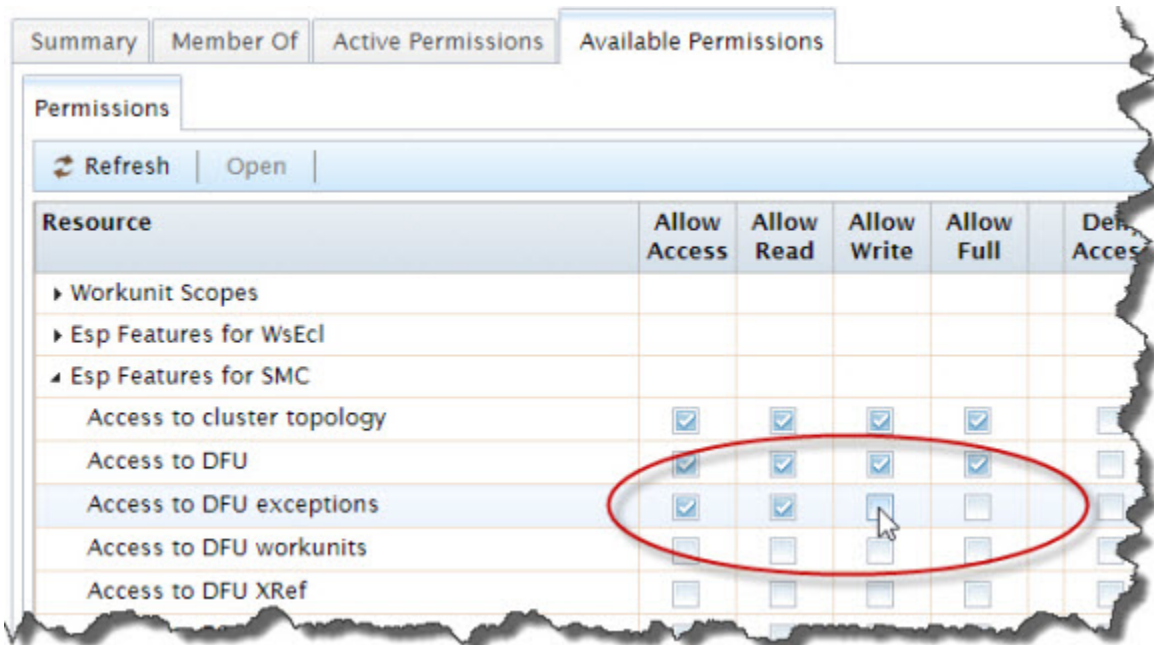 Summary Member Of Active Permissions Available Permissions
Permissions
Refresh Open
Resource Allow Access Allow Read Allow Write Allow Full
Workunit Scopes
Esp Features for WsEcl
Esp Features for SMC
Access to cluster topology
Access to DFU
Access to DFU exceptions
Access to DFU workunits
Access to DFU XRef